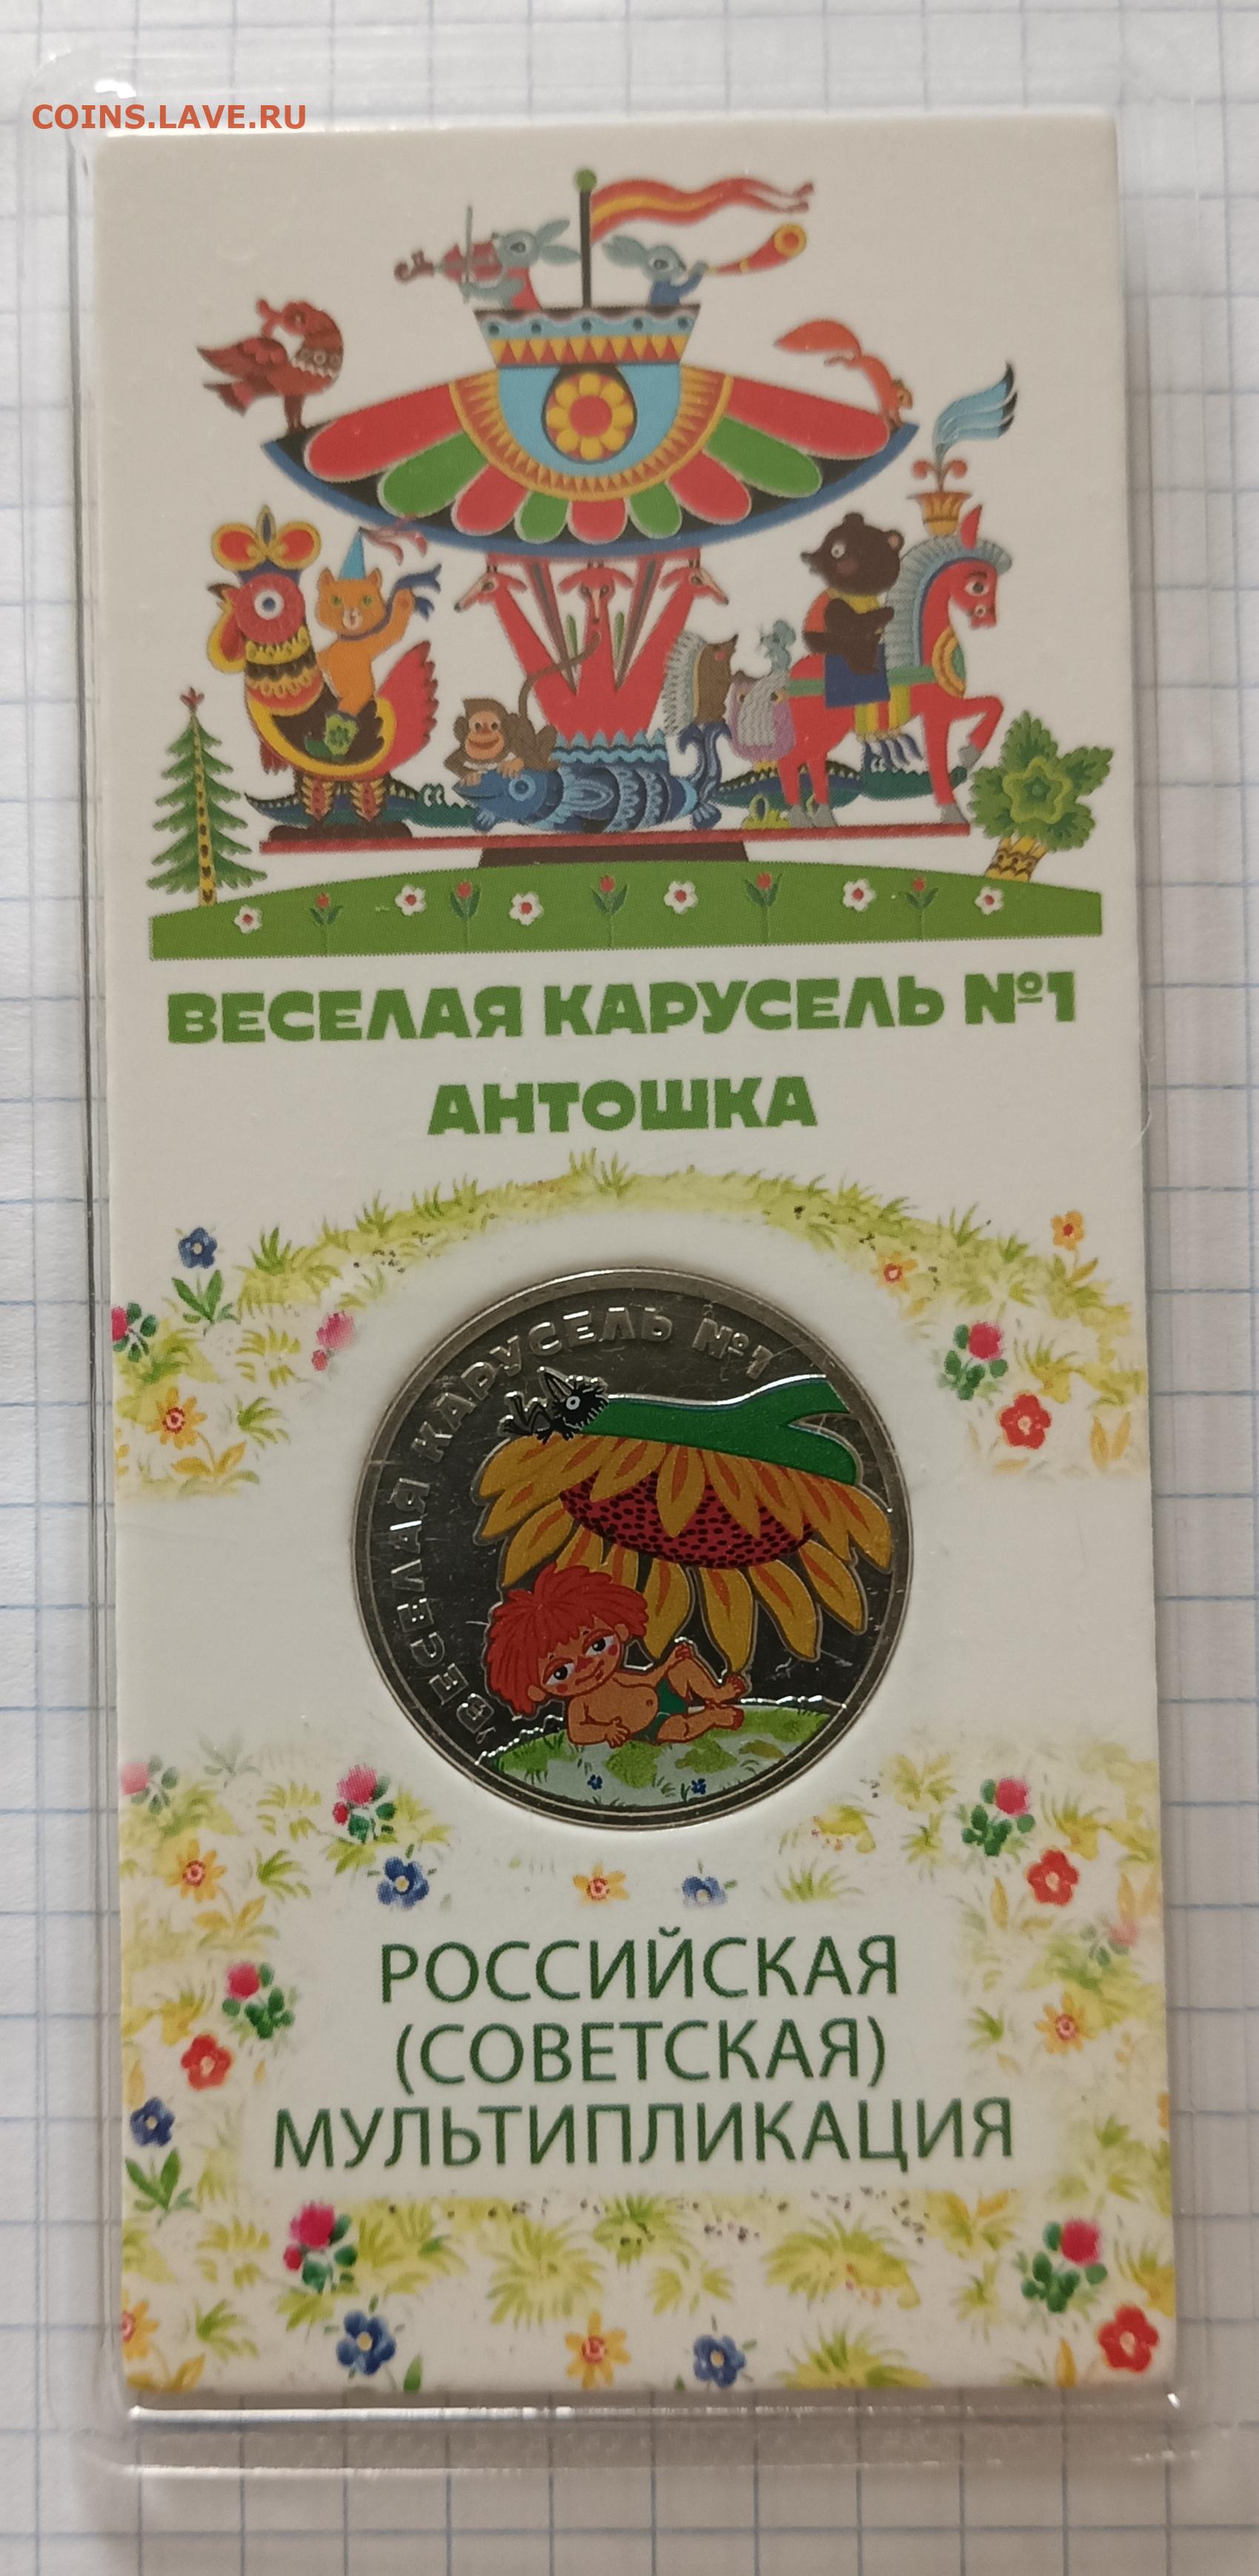 COINS.LAVE.RU
ВЕСЕЛАЯ КАРУСЕЛЬ №1
АНТОШКА
ВЕСЕЛАЯ КАРУСЕЛЬ №1
РОССИЙСКАЯ
(СОВЕТСКАЯ)
МУЛЬТИПЛИКАЦИЯ